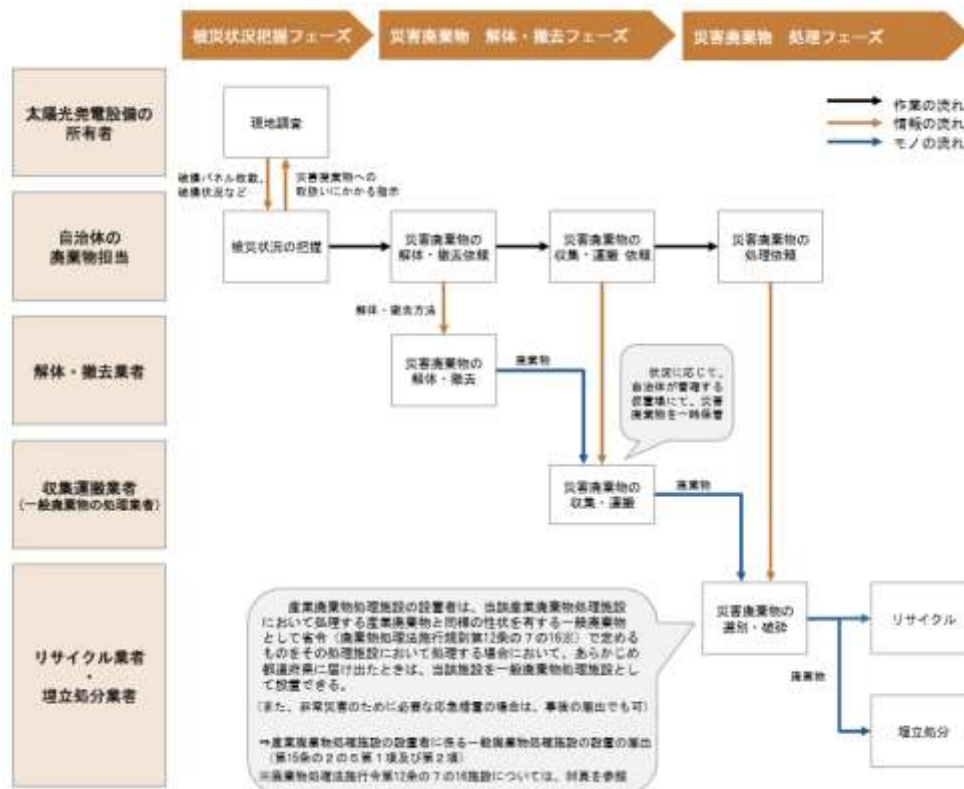 被災状況把握フェーズ
災害廃棄物　解体・撤去フェーズ
災害廃棄物　処理フェーズ
太陽光発電設備の
所有者
現地調査
作業の流れ
情報の流れ
モノの流れ
破損パネル枚数、
破損状況など
災害廃棄物への
取扱いにかかる指示
自治体の
廃棄物担当
被災状況の把握
災害廃棄物の
解体・撤去依頼
災害廃棄物の
収集・運搬 依頼
災害廃棄物の
処理依頼
解体・撤去方法
解体・撤去業者
災害廃棄物の
解体・撤去
廃棄物
状況に応じて、
自治体が管理する
仮置場にて、災害
廃棄物を一時保管
収集運搬業者
（一般廃棄物の処理業者）
災害廃棄物の
収集・運搬
廃棄物
リサイクル業者
・
埋立処分業者
産業廃棄物処理施設の設置者は、当該産業廃棄物処理施設
において処理する産業廃棄物と同様の性状を有する一般廃棄物
として省令（廃棄物処理法施行規則第12条の7の16※）で定める
ものをその処理施設において処理する場合において、あらかじめ
都道府県に届け出たときは、当該施設を一般廃棄物処理施設とし
て設置できる。
（また、非常災害のために必要な応急措置の場合は、事後の届出でも可）
⇒産業廃棄物処理施設の設置者に係る一般廃棄物処理施設の設置の届出
（第15条の2の5第1項及び第2項）
※廃棄物処理法施行令第12条の7の16施設については、別頁を参照
災害廃棄物の
選別・破砕
廃棄物
リサイクル
埋立処分